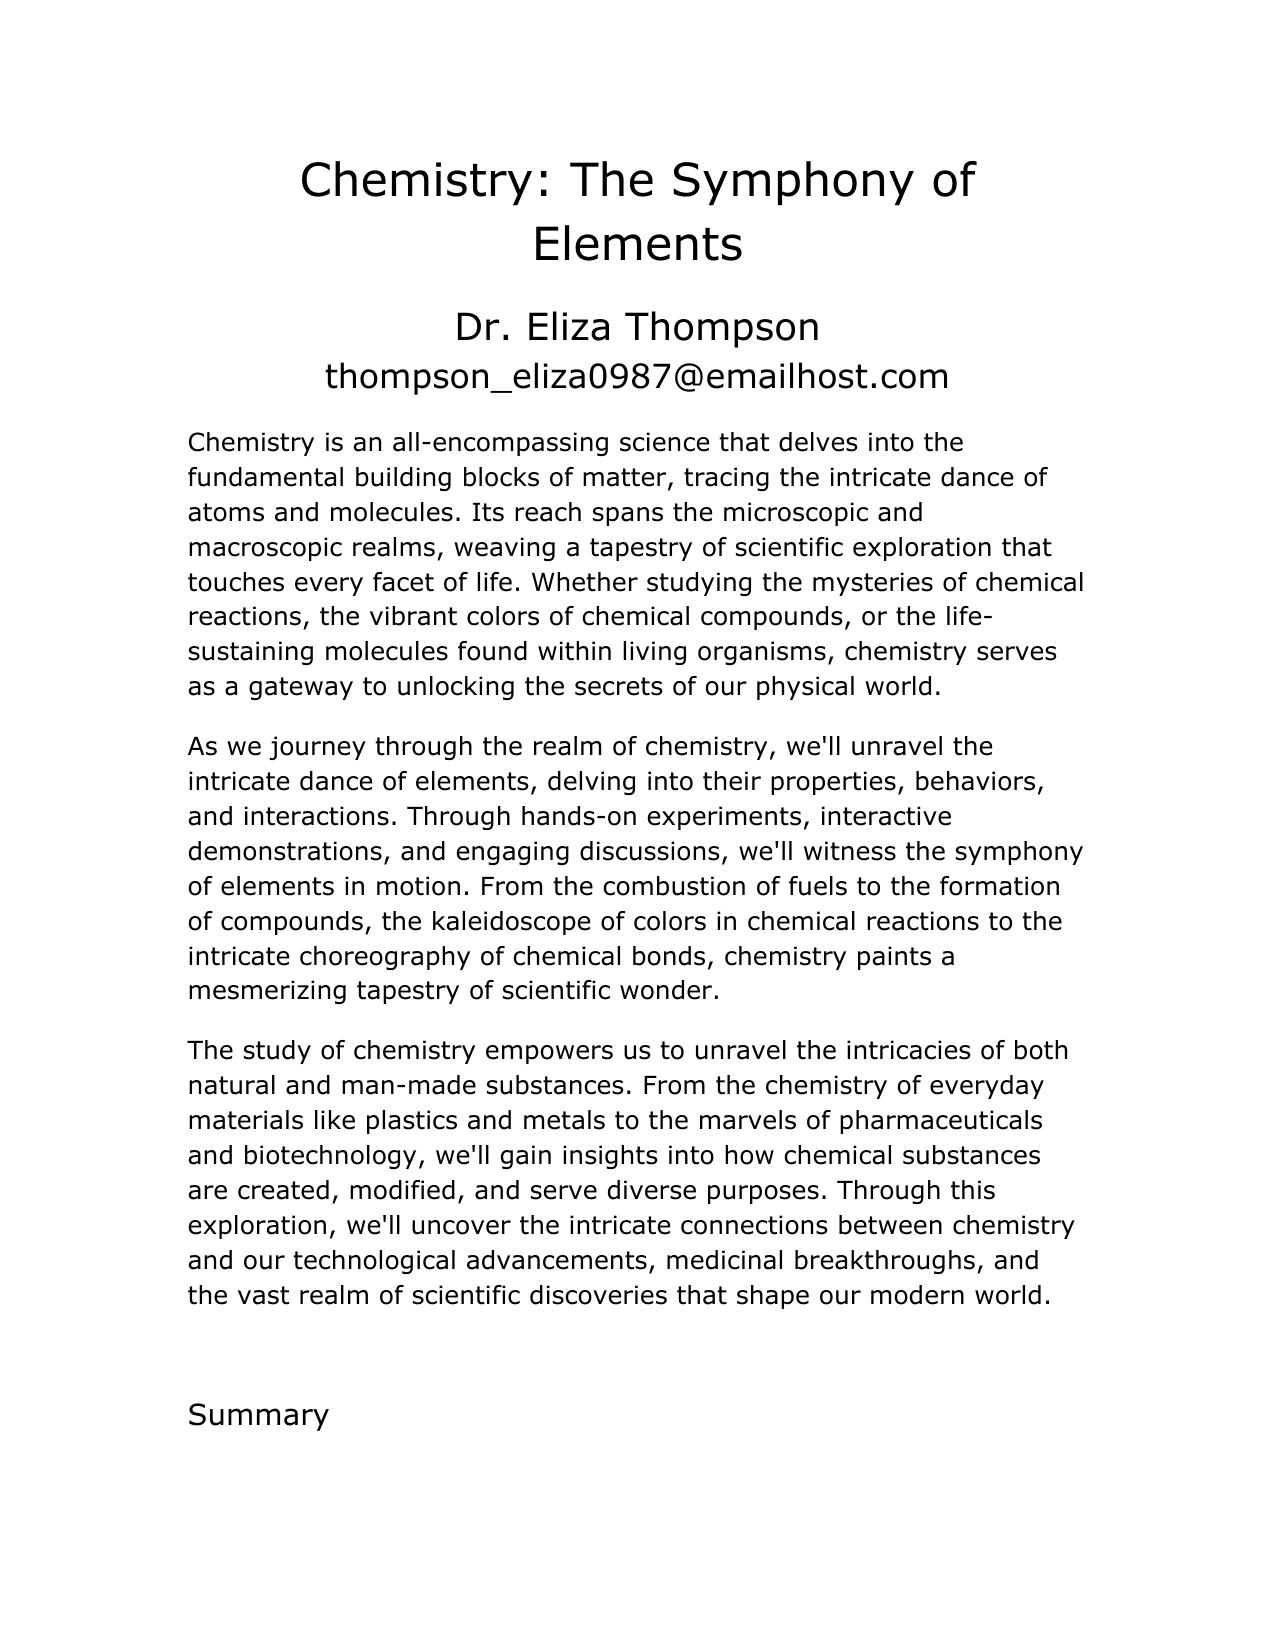 Chemistry: The Symphony of
Elements
Dr. Eliza Thompson
thompson_eliza0987@emailhost.com
Chemistry is an all-encompassing science that delves into the
fundamental building blocks of matter, tracing the intricate dance of
atoms and molecules. Its reach spans the microscopic and
macroscopic realms, weaving a tapestry of scientific exploration that
touches every facet of life. Whether studying the mysteries of chemical
reactions, the vibrant colors of chemical compounds, or the life-
sustaining molecules found within living organisms, chemistry serves
as a gateway to unlocking the secrets of our physical world.
As we journey through the realm of chemistry, we'll unravel the
intricate dance of elements, delving into their properties, behaviors,
and interactions. Through hands-on experiments, interactive
demonstrations, and engaging discussions, we'll witness the symphony
of elements in motion. From the combustion of fuels to the formation
of compounds, the kaleidoscope of colors in chemical reactions to the
intricate choreography of chemical bonds, chemistry paints a
mesmerizing tapestry of scientific wonder.
The study of chemistry empowers us to unravel the intricacies of both
natural and man-made substances. From the chemistry of everyday
materials like plastics and metals to the marvels of pharmaceuticals
and biotechnology, we'll gain insights into how chemical substances
are created, modified, and serve diverse purposes. Through this
exploration, we'll uncover the intricate connections between chemistry
and our technological advancements, medicinal breakthroughs, and
the vast realm of scientific discoveries that shape our modern world.
Summary